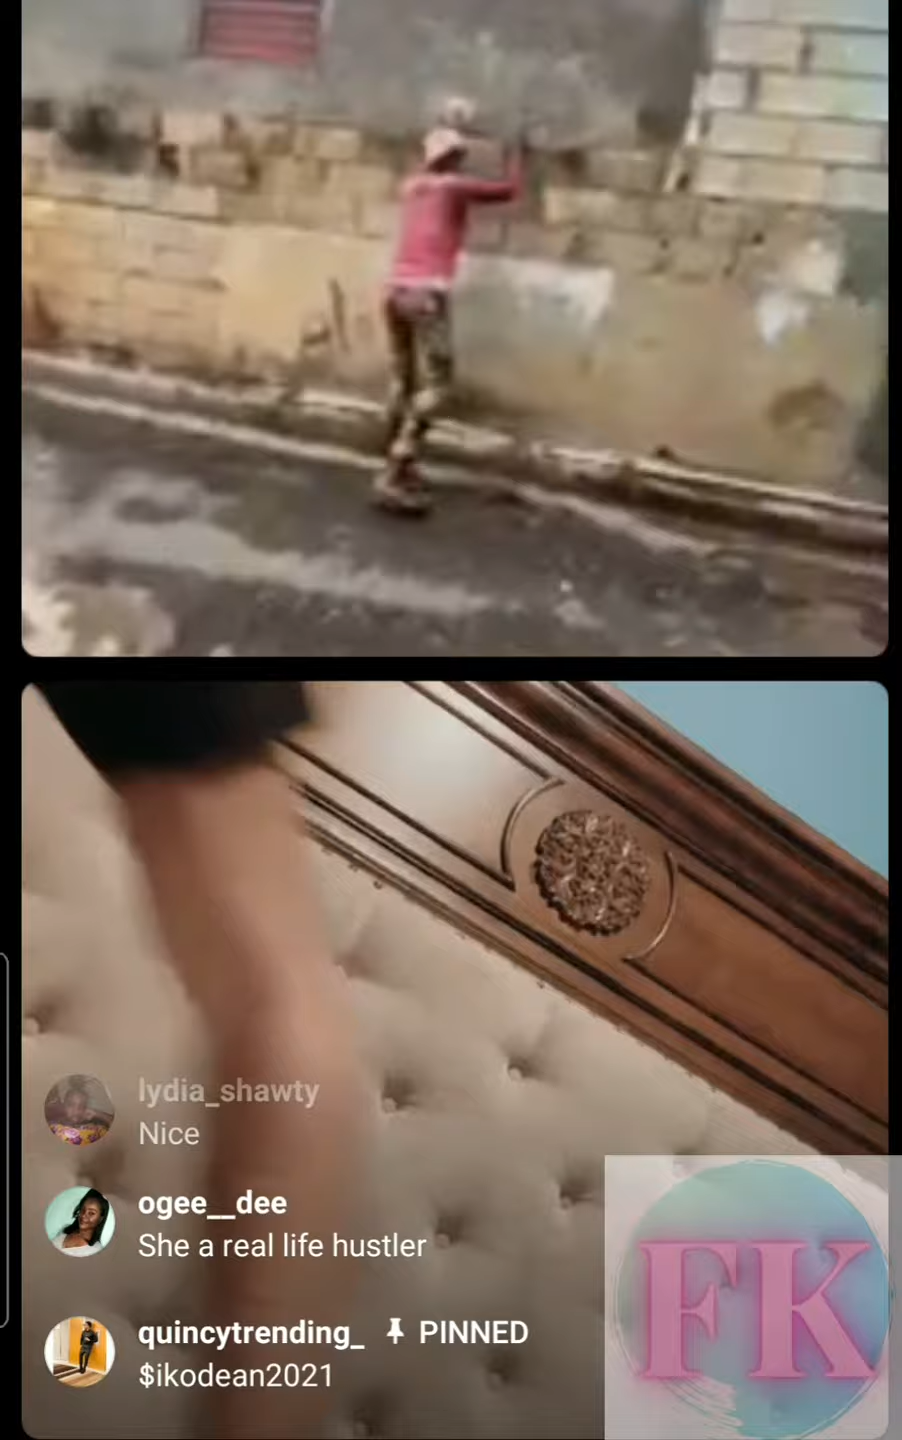 lydia_shawty
Nice
ogee__dee
She a real life hustler
quincytrending_ PINNED
$ikodean2021
FK